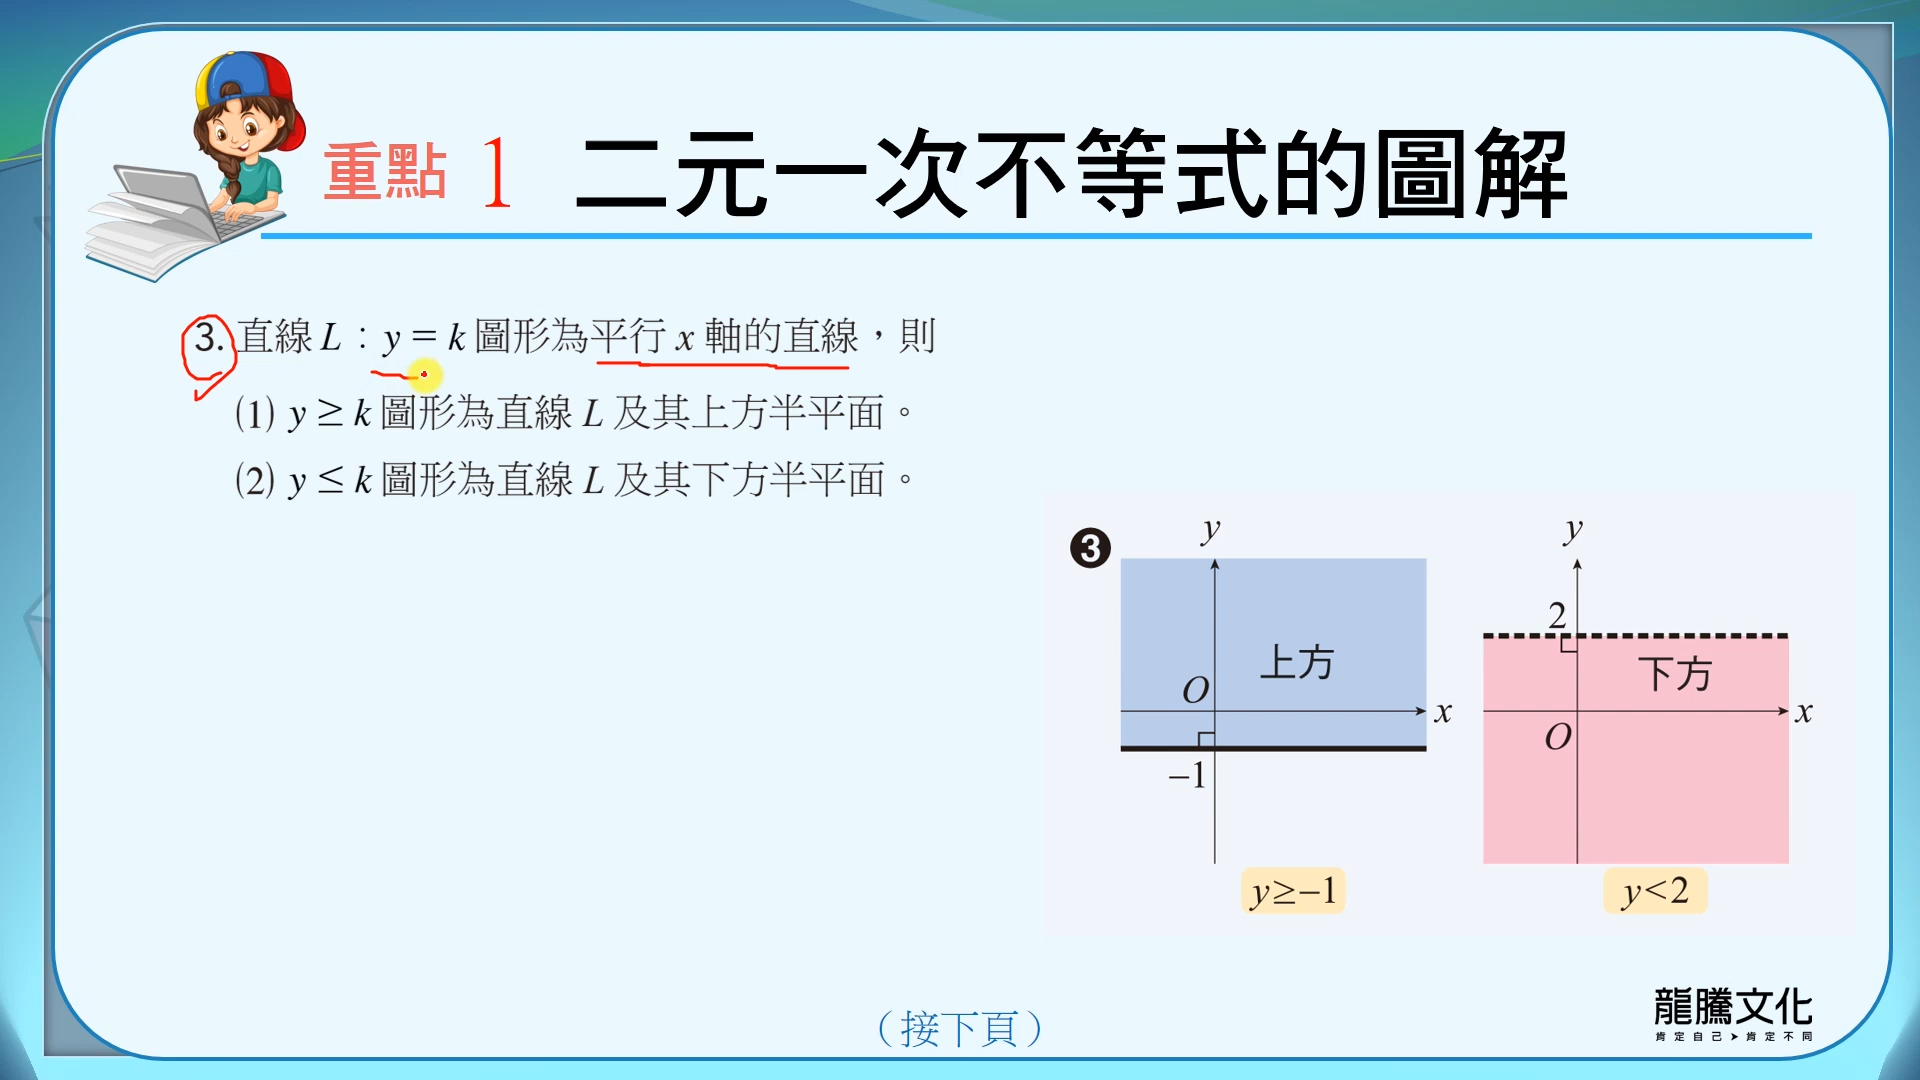 重點 1 二元一次不等式的圖解
3. 直線 L：y = k 圖形為平行 x 軸的直線，則
(1) y ≥ k 圖形為直線 L 及其上方半平面。
(2) y ≤ k 圖形為直線 L 及其下方半平面。
❸
y
上方
O
x
−1
y≥−1
y
2
下方
x
O
y<2
（接下頁）
龍騰文化
肯定自己➤肯定不同